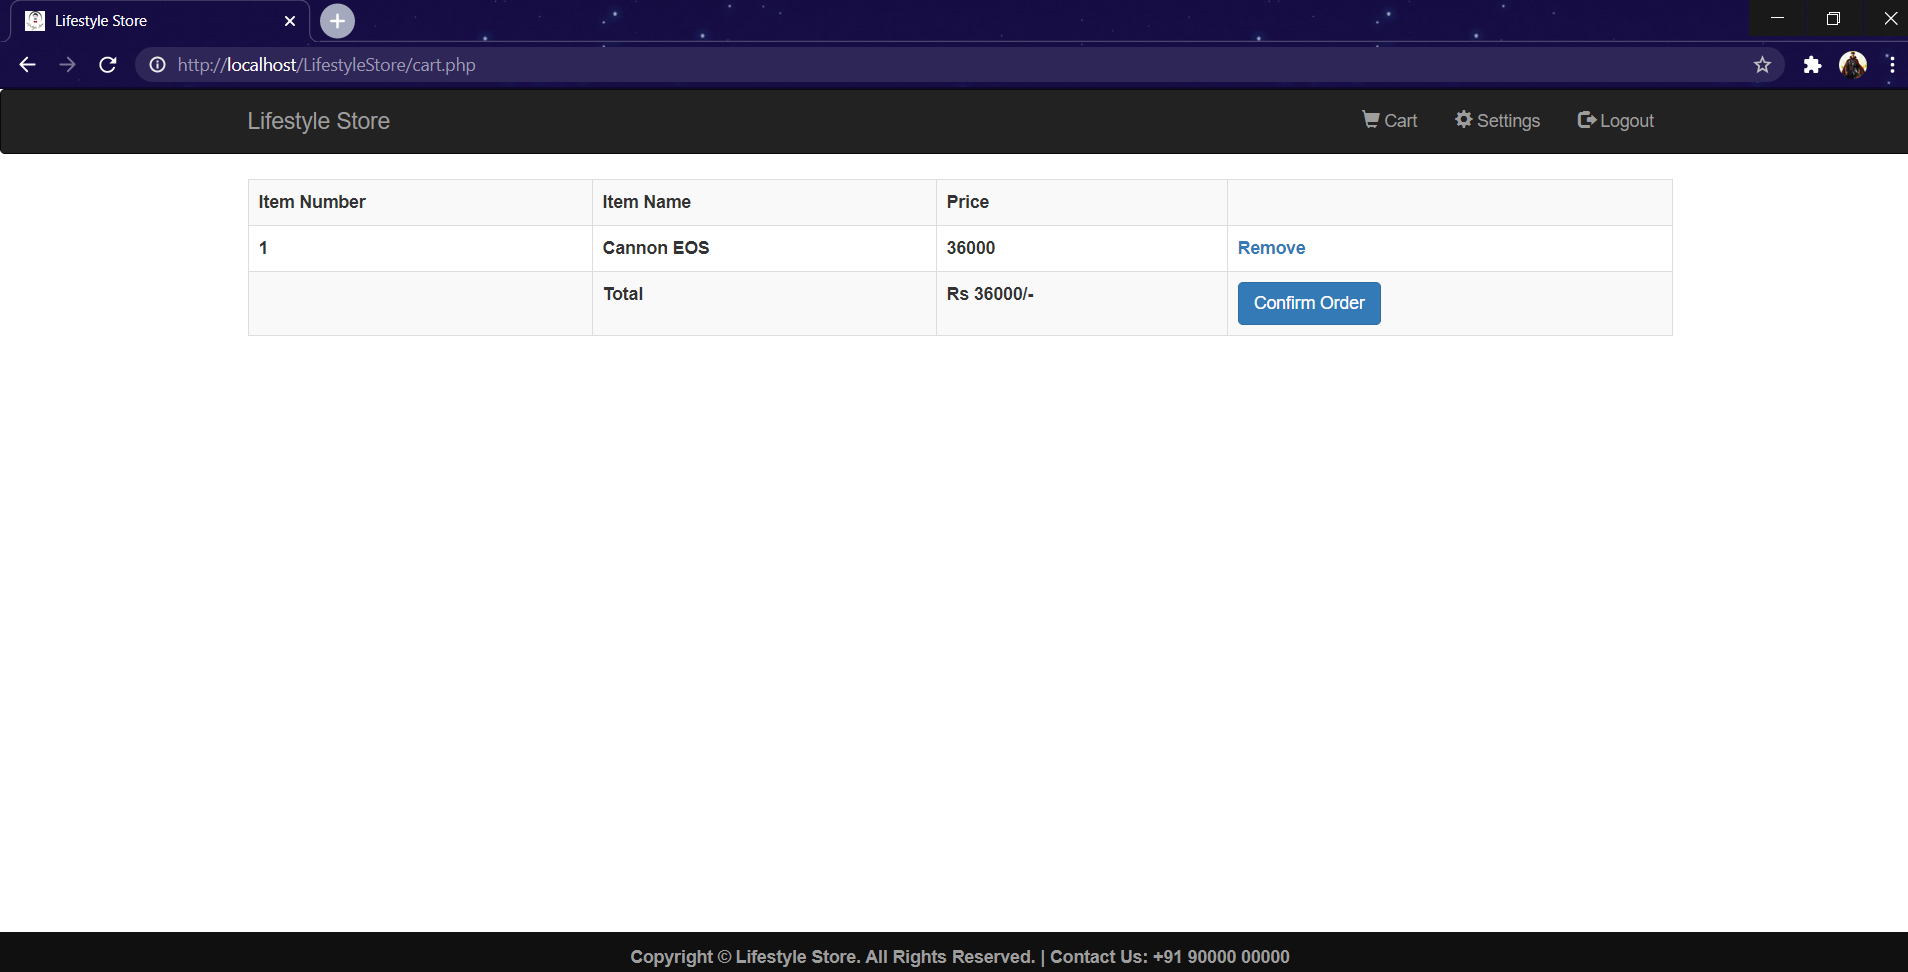 Lifestyle Store
http://localhost/LifestyleStore/cart.php
Lifestyle Store Cart Settings Logout
Item Number Item Name Price
1 Cannon EOS 36000 Remove
Total Rs 36000/- Confirm Order
Copyright © Lifestyle Store. All Rights Reserved. | Contact Us: +91 90000 00000